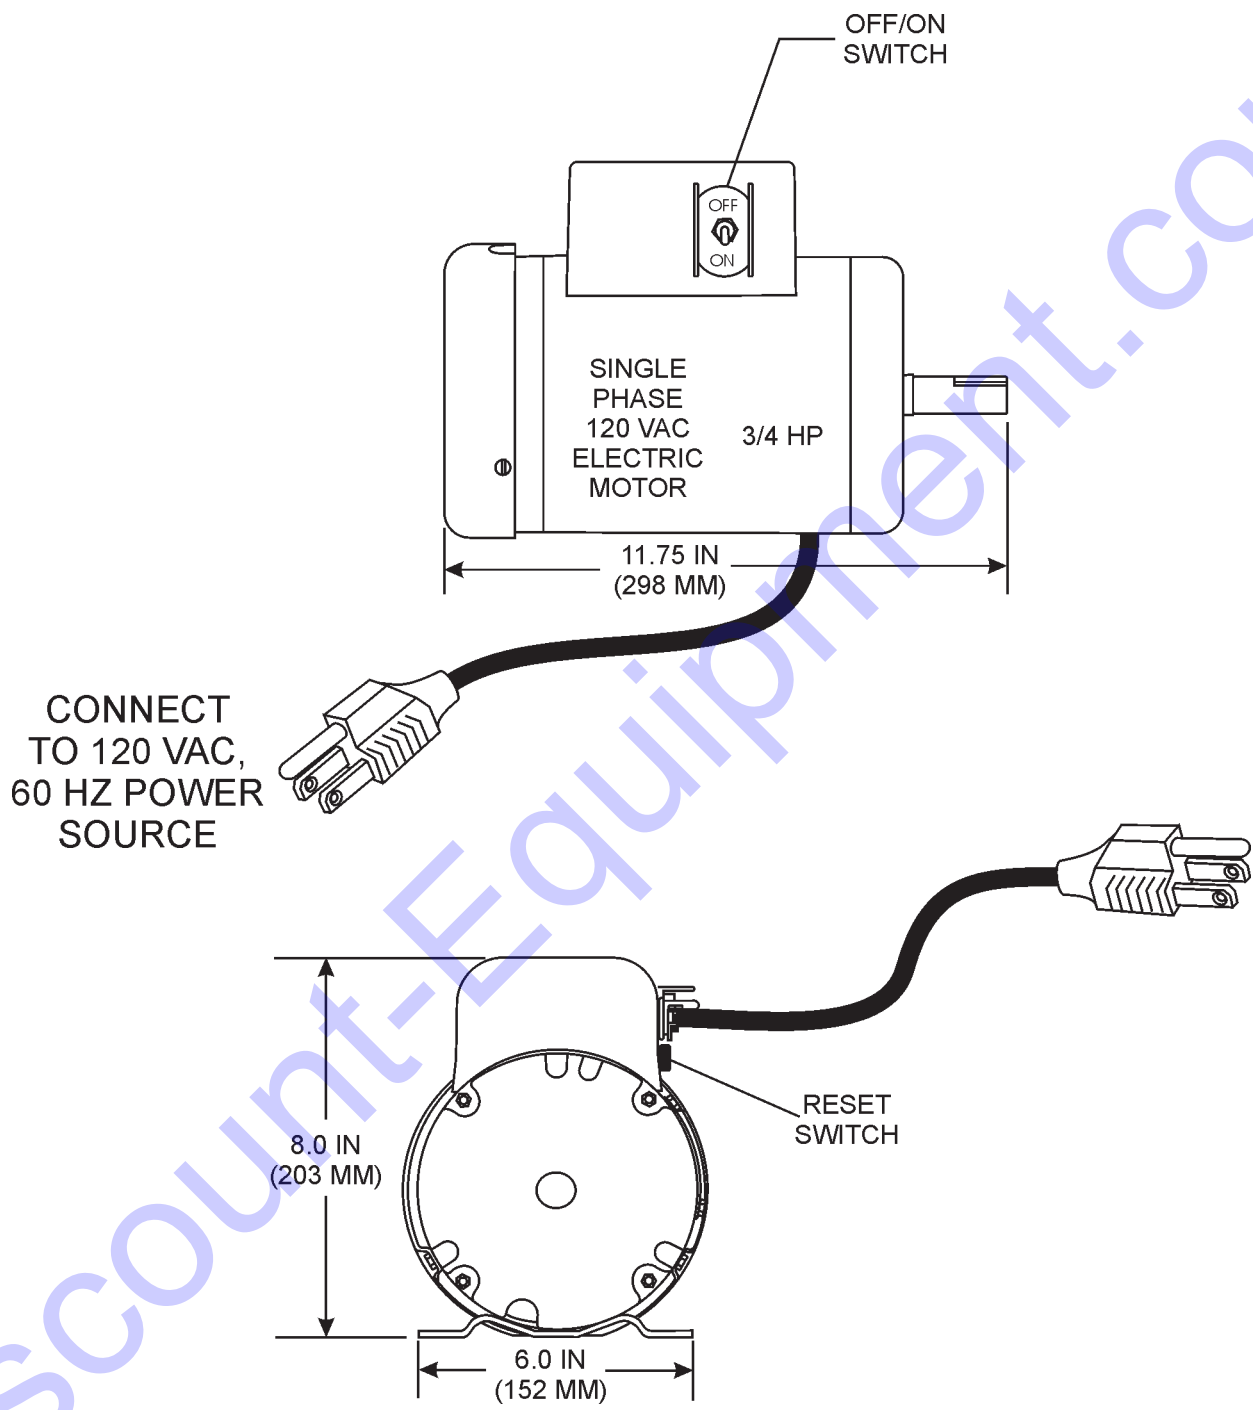 OFF/ON
SWITCH
OFF
ON
SINGLE
PHASE
120 VAC
ELECTRIC
MOTOR
3/4 HP
11.75 IN
(298 MM)
CONNECT
TO 120 VAC,
60 HZ POWER
SOURCE
RESET
SWITCH
8.0 IN
(203 MM)
6.0 IN
(152 MM)
scount-Equipment.co